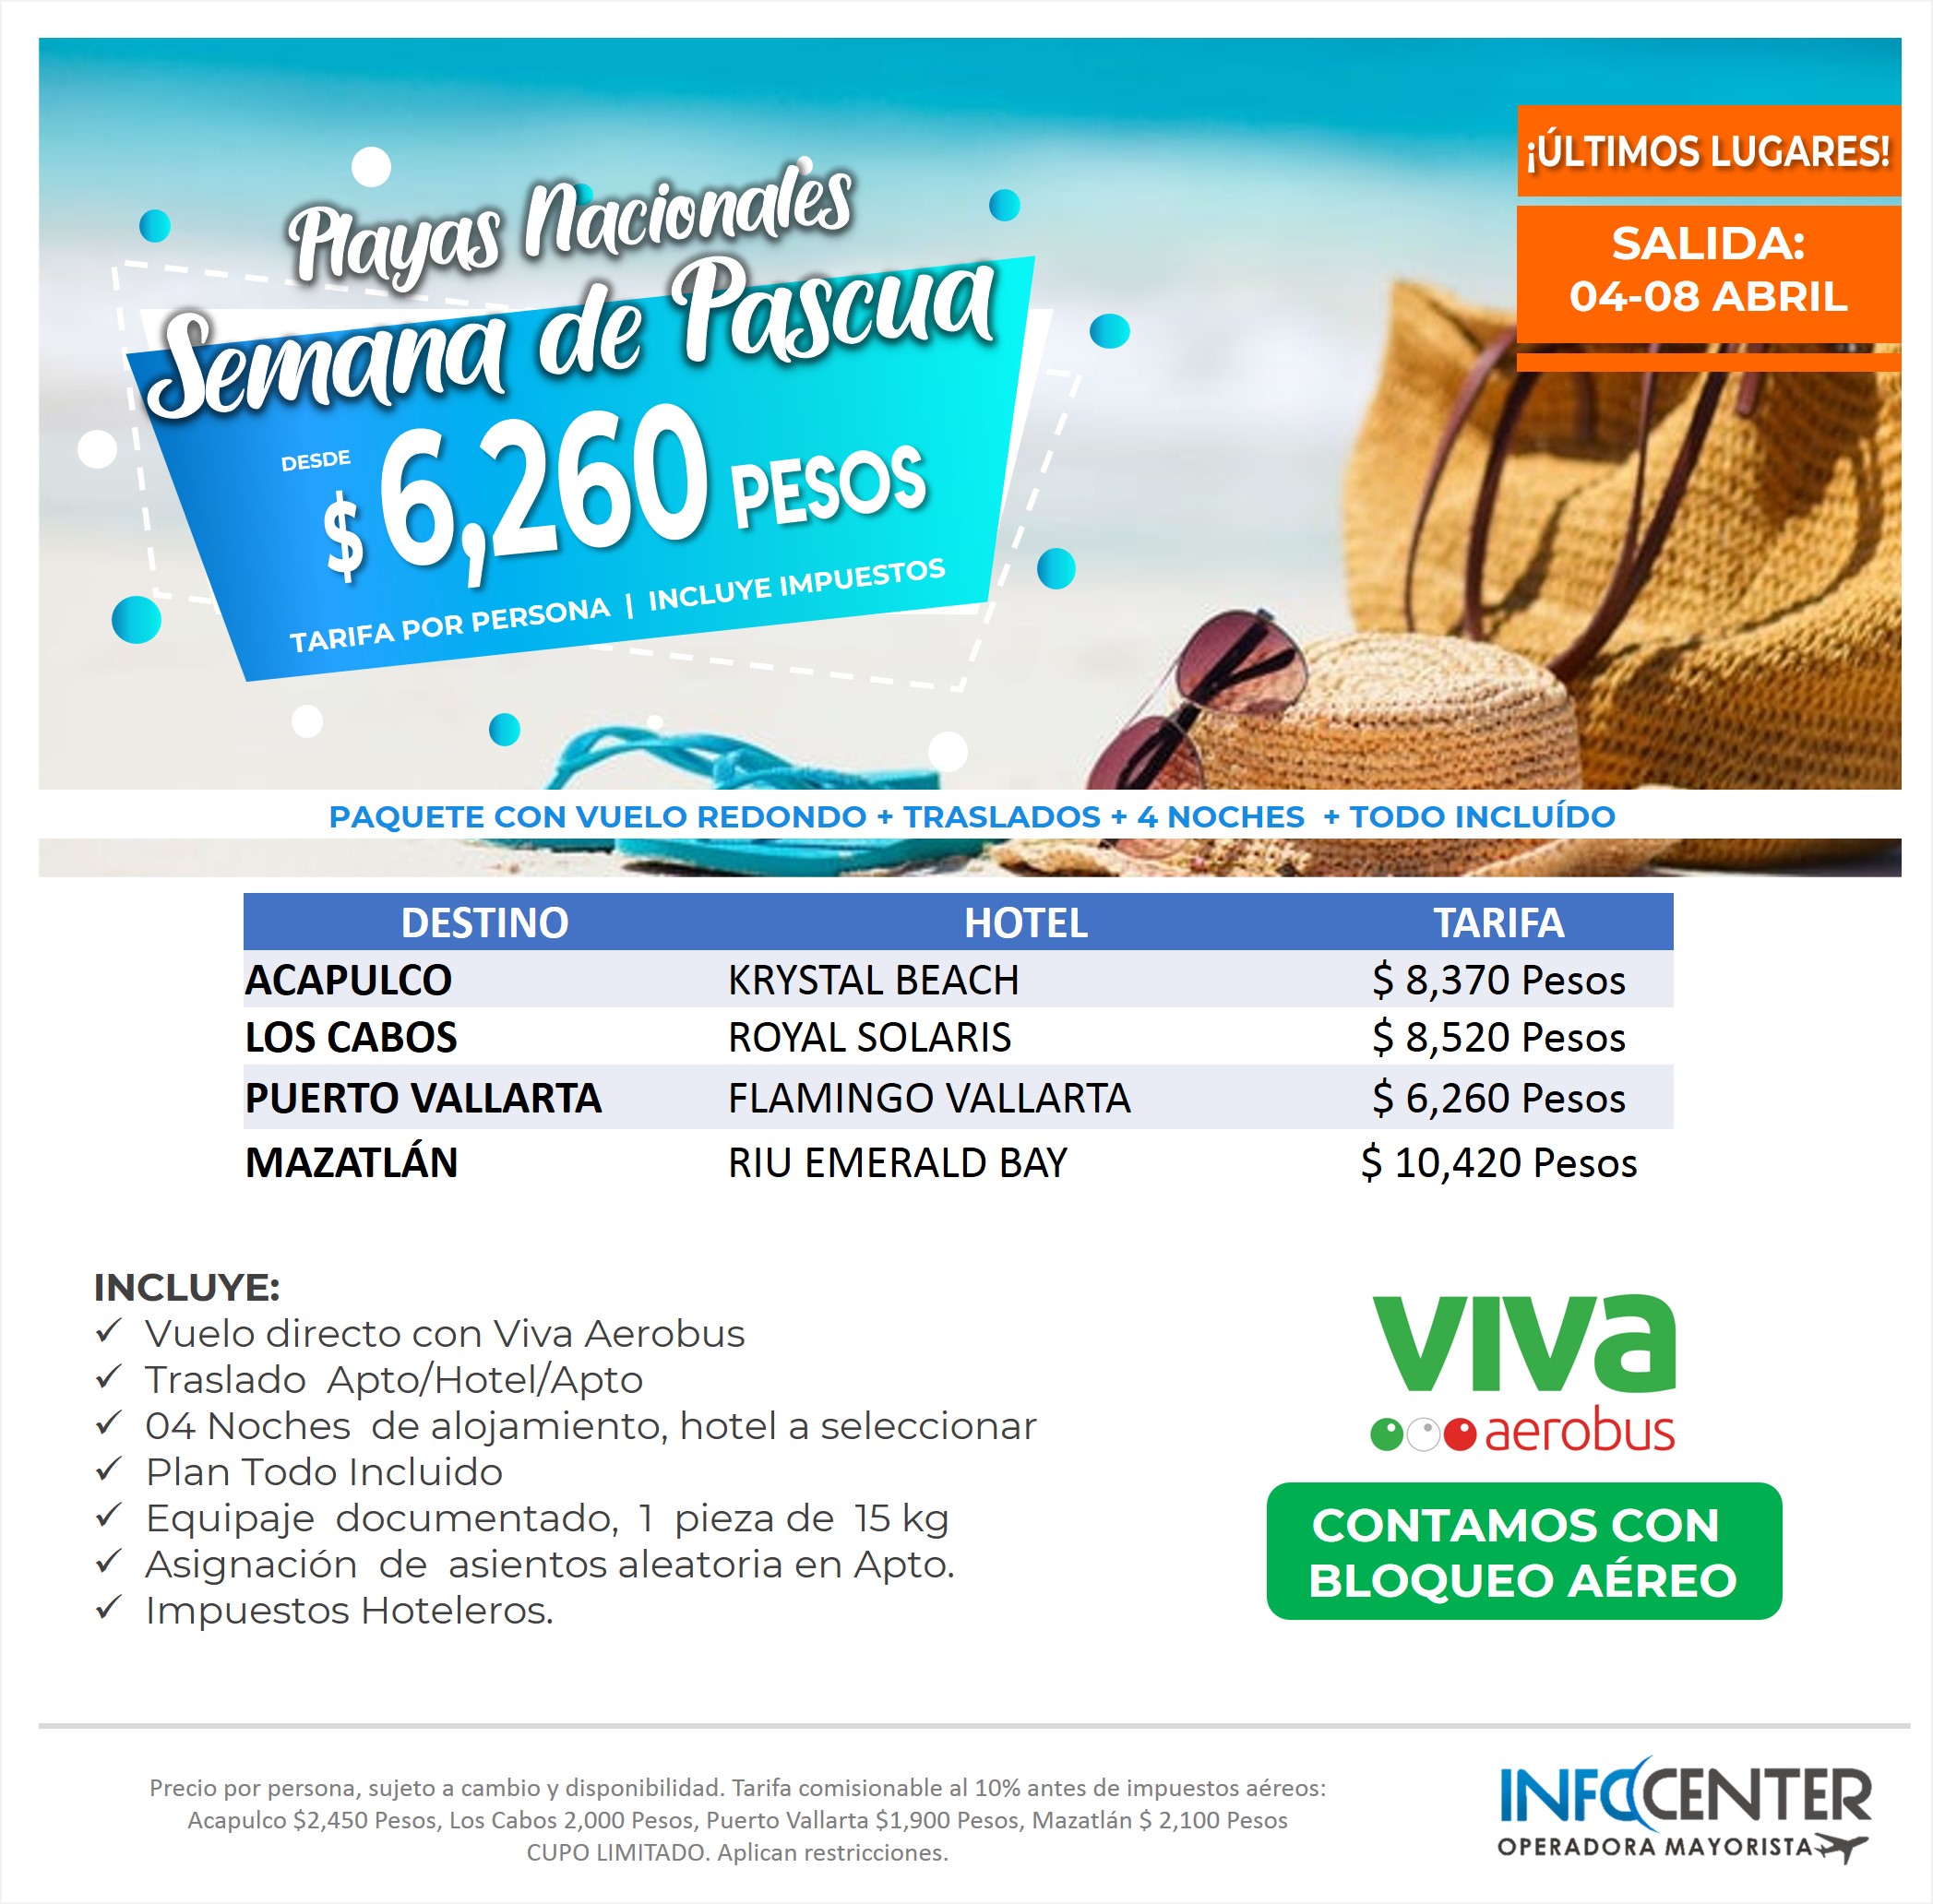 ¡ÚLTIMOS LUGARES!
SALIDA:
04-08 ABRIL
Playas Nacionales
Semana de Pascua
DESDE
$ 6,260 PESOS
TARIFA POR PERSONA | INCLUYE IMPUESTOS
PAQUETE CON VUELO REDONDO + TRASLADOS + 4 NOCHES + TODO INCLUÍDO
DESTINO HOTEL TARIFA
ACAPULCO KRYSTAL BEACH $ 8,370 Pesos
LOS CABOS ROYAL SOLARIS $ 8,520 Pesos
PUERTO VALLARTA FLAMINGO VALLARTA $ 6,260 Pesos
MAZATLÁN RIU EMERALD BAY $ 10,420 Pesos
INCLUYE:
✓ Vuelo directo con Viva Aerobus
✓ Traslado Apto/Hotel/Apto
✓ 04 Noches de alojamiento, hotel a seleccionar
✓ Plan Todo Incluido
✓ Equipaje documentado, 1 pieza de 15 kg
✓ Asignación de asientos aleatoria en Apto.
✓ Impuestos Hoteleros.
viva
aerobus
CONTAMOS CON
BLOQUEO AÉREO
Precio por persona, sujeto a cambio y disponibilidad. Tarifa comisionable al 10% antes de impuestos aéreos:
Acapulco $2,450 Pesos, Los Cabos 2,000 Pesos, Puerto Vallarta $1,900 Pesos, Mazatlán $ 2,100 Pesos
CUPO LIMITADO. Aplican restricciones.
INFOCENTER
OPERADORA MAYORISTA